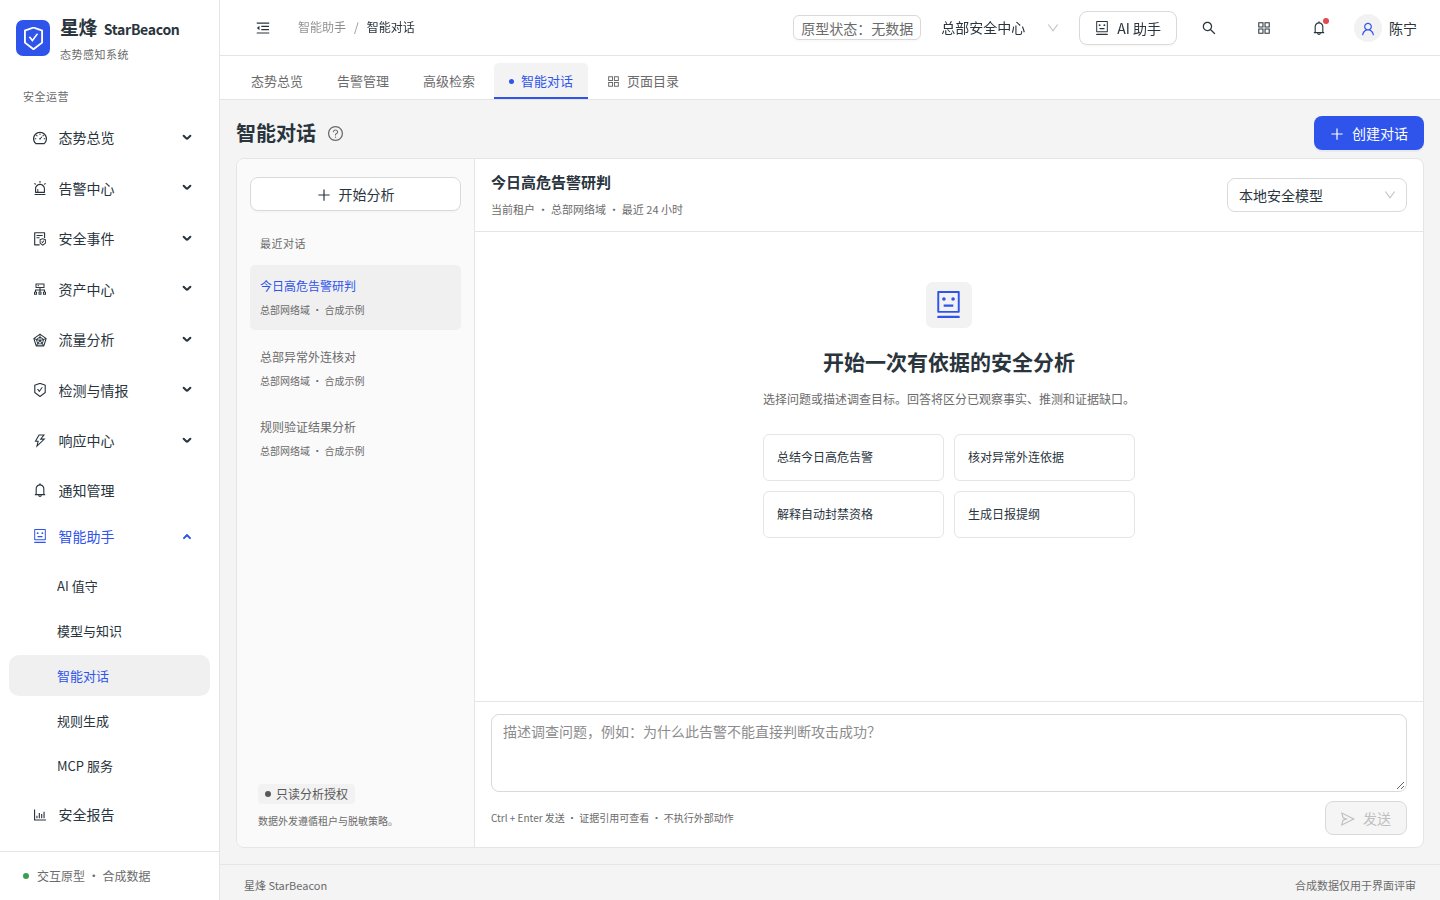 星烽 StarBeacon
态势感知系统
安全运营
态势总览
告警中心
安全事件
资产中心
流量分析
检测与情报
响应中心
通知管理
智能助手
AI 值守
模型与知识
智能对话
规则生成
MCP 服务
安全报告
交互原型 · 合成数据
智能助手 / 智能对话
原型状态：无数据
总部安全中心
AI 助手
陈宁
态势总览
告警管理
高级检索
智能对话
页面目录
智能对话
创建对话
开始分析
最近对话
今日高危告警研判
总部网络域 · 合成示例
总部异常外连核对
总部网络域 · 合成示例
规则验证结果分析
总部网络域 · 合成示例
只读分析授权
数据外发遵循租户与脱敏策略。
今日高危告警研判
当前租户 · 总部网络域 · 最近 24 小时
本地安全模型
开始一次有依据的安全分析
选择问题或描述调查目标。回答将区分已观察事实、推测和证据缺口。
总结今日高危告警
核对异常外连依据
解释自动封禁资格
生成日报提纲
描述调查问题，例如：为什么此告警不能直接判断攻击成功？
Ctrl + Enter 发送 · 证据引用可查看 · 不执行外部动作
发送
星烽 StarBeacon
合成数据仅用于界面评审